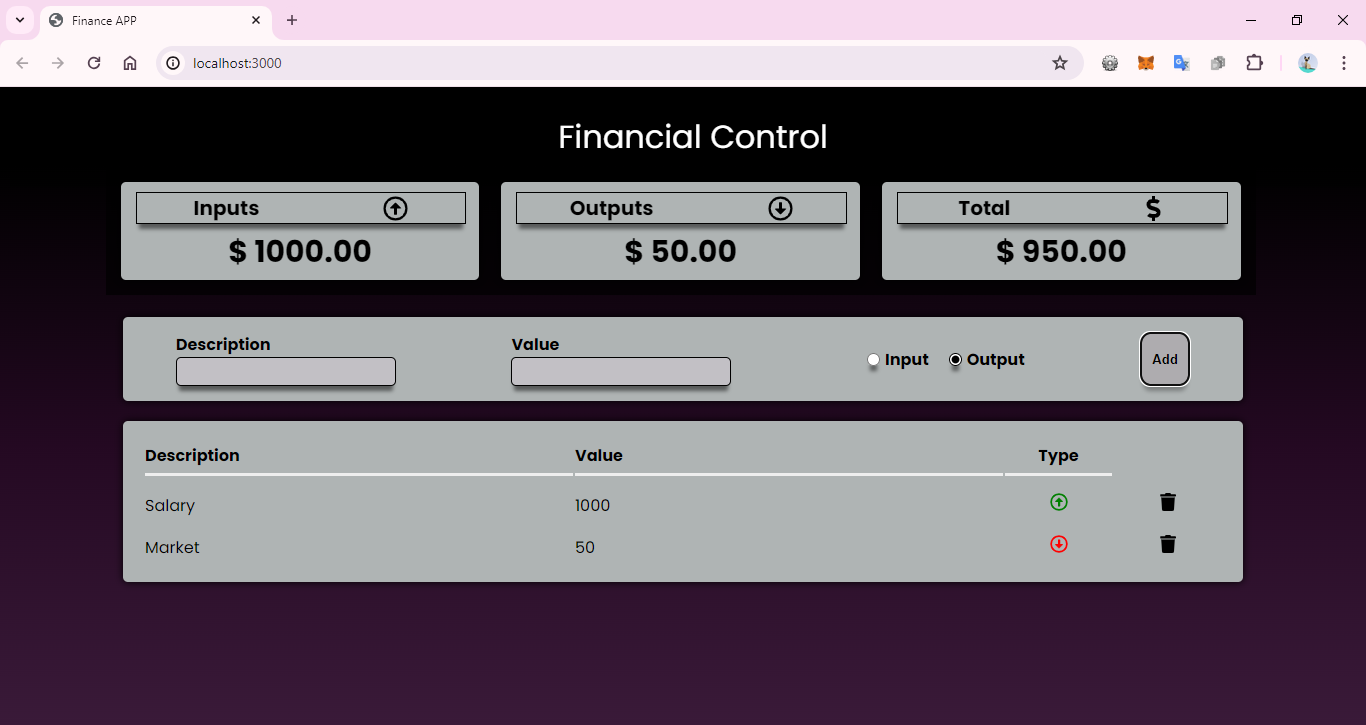 Finance APP
localhost:3000
Financial Control
Inputs
Outputs
Total
$ 1000.00
$ 50.00
$ 950.00
Description
Value
Input
Output
Add
Description Value Type
Salary 1000
Market 50